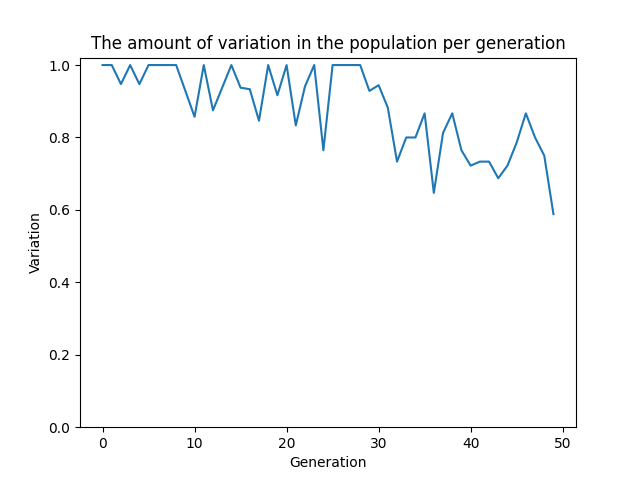 The amount of variation in the population per generation
1.0
0.8
0.6
0.4
0.2
0.0
Variation
0 10 20 30 40 50
Generation